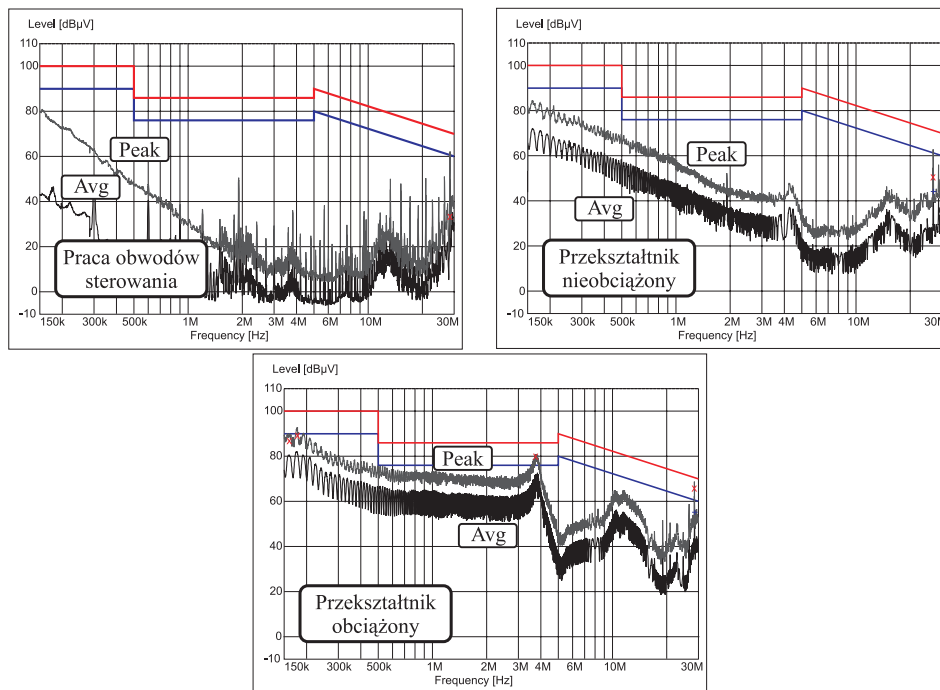 Level [dBµV]
110
100
80
60
40
20
0
-10
Peak
Avg
Praca obwodów
sterowania
150k 300k 500k 1M 2M 3M 4M 6M 10M 30M
Frequency [Hz]
Level [dBµV]
110
100
80
60
40
20
0
-10
Peak
Avg
Przekształtnik
nieobciążony
150k 300k 500k 1M 2M 3M 4M 6M 10M 30M
Frequency [Hz]
Level [dBµV]
110
100
80
60
40
20
0
-10
Peak
Avg
Przekształtnik
obciążony
150k 300k 500k 1M 2M 3M 4M 6M 10M 30M
Frequency [Hz]